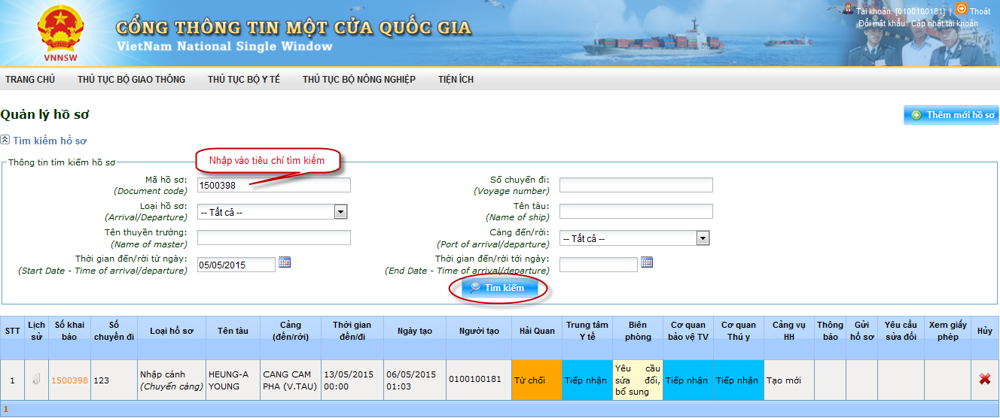 Tài khoản: [0100100181] | Thoát
Đổi mật khẩu Cập nhật tài khoản
CỔNG THÔNG TIN MỘT CỬA QUỐC GIA
VietNam National Single Window
VNNSW
TRANG CHỦ THỦ TỤC BỘ GIAO THÔNG THỦ TỤC BỘ Y TẾ THỦ TỤC BỘ NÔNG NGHIỆP TIỆN ÍCH
Quản lý hồ sơ
Thêm mới hồ sơ
Tìm kiếm hồ sơ
Thông tin tìm kiếm hồ sơ
Nhập vào tiêu chí tìm kiếm
Mã hồ sơ: 1500398 Số chuyến đi:
(Document code) (Voyage number)
Loại hồ sơ: -- Tất cả -- Tên tàu:
(Arrival/Departure) (Name of ship)
Tên thuyền trưởng: Cảng đến/rời: -- Tất cả --
(Name of master) (Port of arrival/departure)
Thời gian đến/rời từ ngày: 05/05/2015 Thời gian đến/rời tới ngày:
(Start Date - Time of arrival/departure) (End Date - Time of arrival/departure)
Tìm kiếm
STT Lịch sử Số khai báo Số chuyến đi Loại hồ sơ Tên tàu Cảng (đến/rời) Thời gian đến/đi Ngày tạo Người tạo Hải Quan Trung tâm Y tế Biên phòng Cơ quan bảo vệ TV Cơ quan Thú y Cảng vụ HH Thông báo Gửi hồ sơ Yêu cầu sửa đổi Xem giấy phép Hủy
1 1500398 123 Nhập cảnh (Chuyển cảng) HEUNG-A YOUNG CANG CAM PHA (V.TAU) 13/05/2015 00:00 06/05/2015 01:03 0100100181 Từ chối Tiếp nhận Yêu cầu sửa đổi, bổ sung Tiếp nhận Tiếp nhận Tạo mới
1